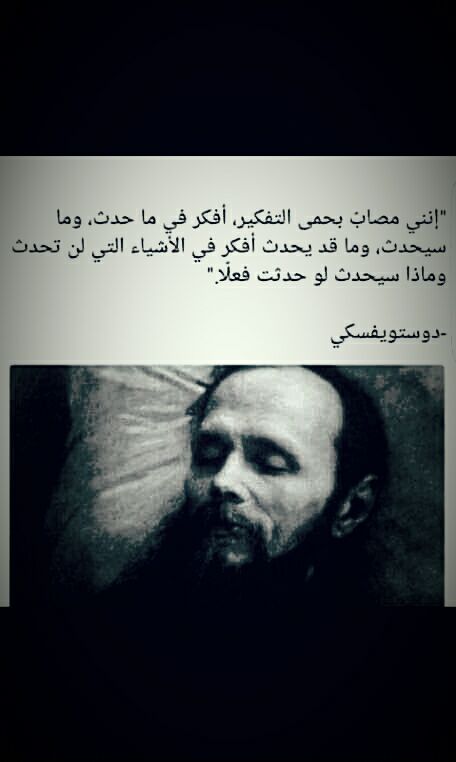 "إنني مصابٌ بحمى التفكير، أفكر في ما حدث، وما
سيحدث، وما قد يحدث أفكر في الأشياء التي لن تحدث
وماذا سيحدث لو حدثت فعلًا."
-دوستويفسكي